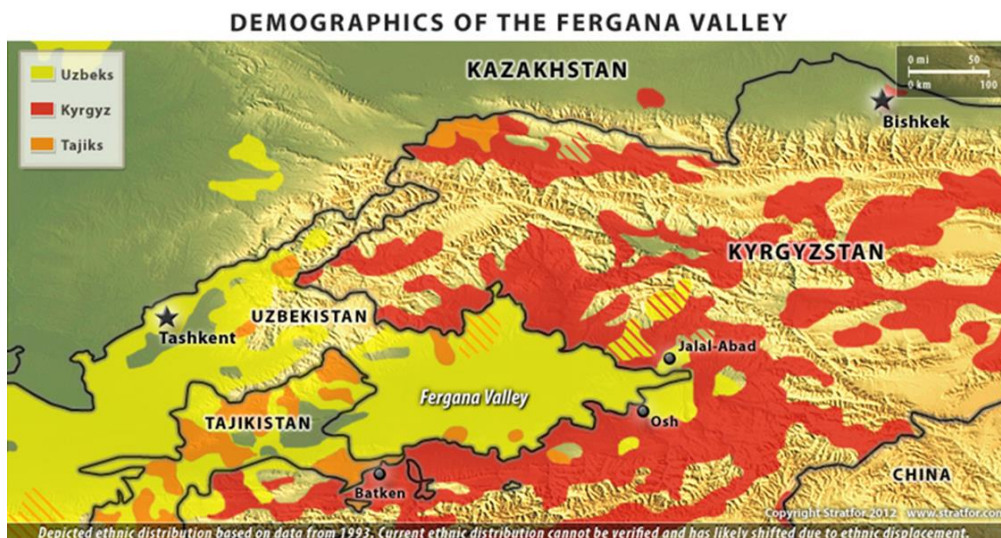 DEMOGRAPHICS OF THE FERGANA VALLEY
Uzbeks
Kyrgyz
Tajiks
KAZAKHSTAN
0 mi 50
0 km 100
Bishkek
KYRGYZSTAN
UZBEKISTAN
Tashkent
Jalal-Abad
Fergana Valley
TAJIKISTAN
Osh
CHINA
Batken
Copyright Stratfor 2012 www.stratfor.com
Depicted ethnic distribution based on data from 1993. Current ethnic distribution cannot be verified and has likely shifted due to ethnic displacement.